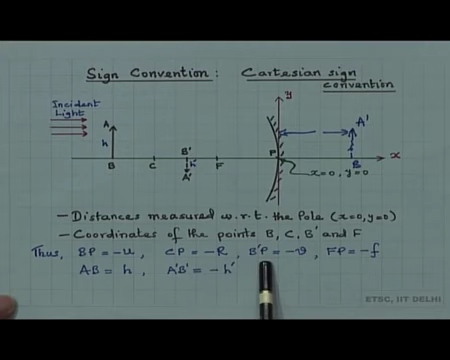 Sign Convention : Cartesian sign
convention
y
Incident
Light
A
h
B'
h'
A'
B C F P
A'
B
x
x=0, y=0
- Distances measured w.r.t. the Pole (x=0, y=0)
- Coordinates of the points B, C, B' and F
Thus, BP = -u, CP = -R, B'P = -v, FP = -f
AB = h, A'B' = - h'
ETSC, IIT DELHI